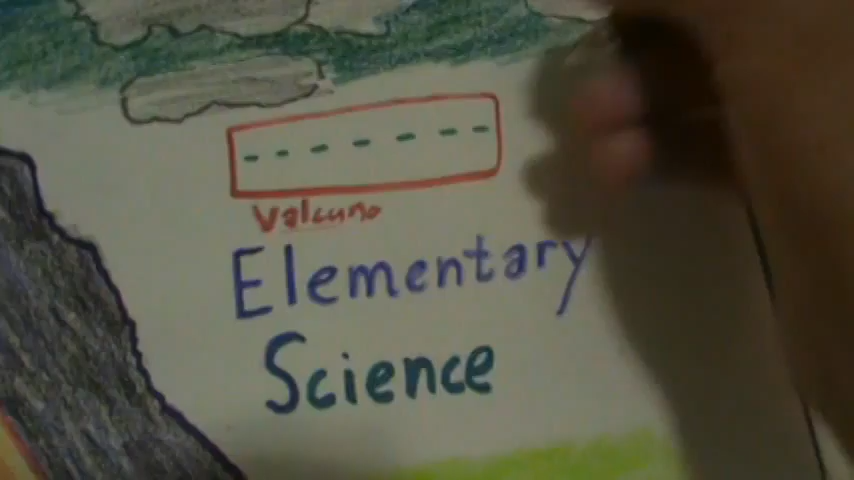 - - - - - - -
Valcuno
Elementary
Science